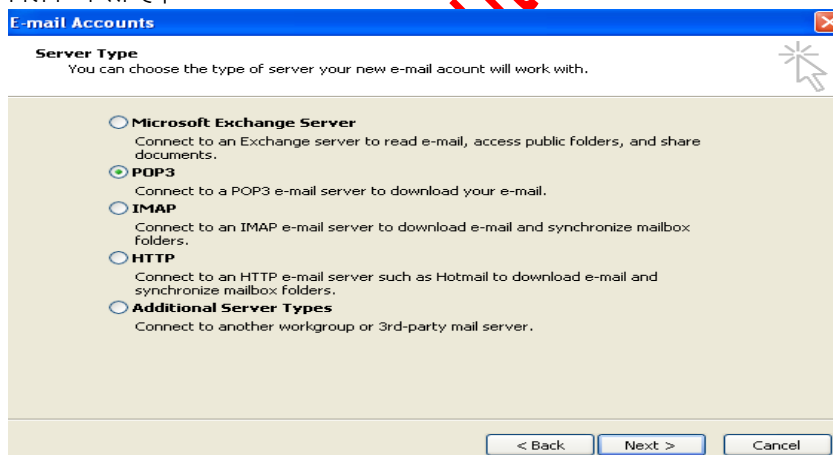 E-mail Accounts
Server Type
You can choose the type of server your new e-mail acount will work with.
Microsoft Exchange Server
Connect to an Exchange server to read e-mail, access public folders, and share
documents.
POP3
Connect to a POP3 e-mail server to download your e-mail.
IMAP
Connect to an IMAP e-mail server to download e-mail and synchronize mailbox
folders.
HTTP
Connect to an HTTP e-mail server such as Hotmail to download e-mail and
synchronize mailbox folders.
Additional Server Types
Connect to another workgroup or 3rd-party mail server.
< Back Next > Cancel